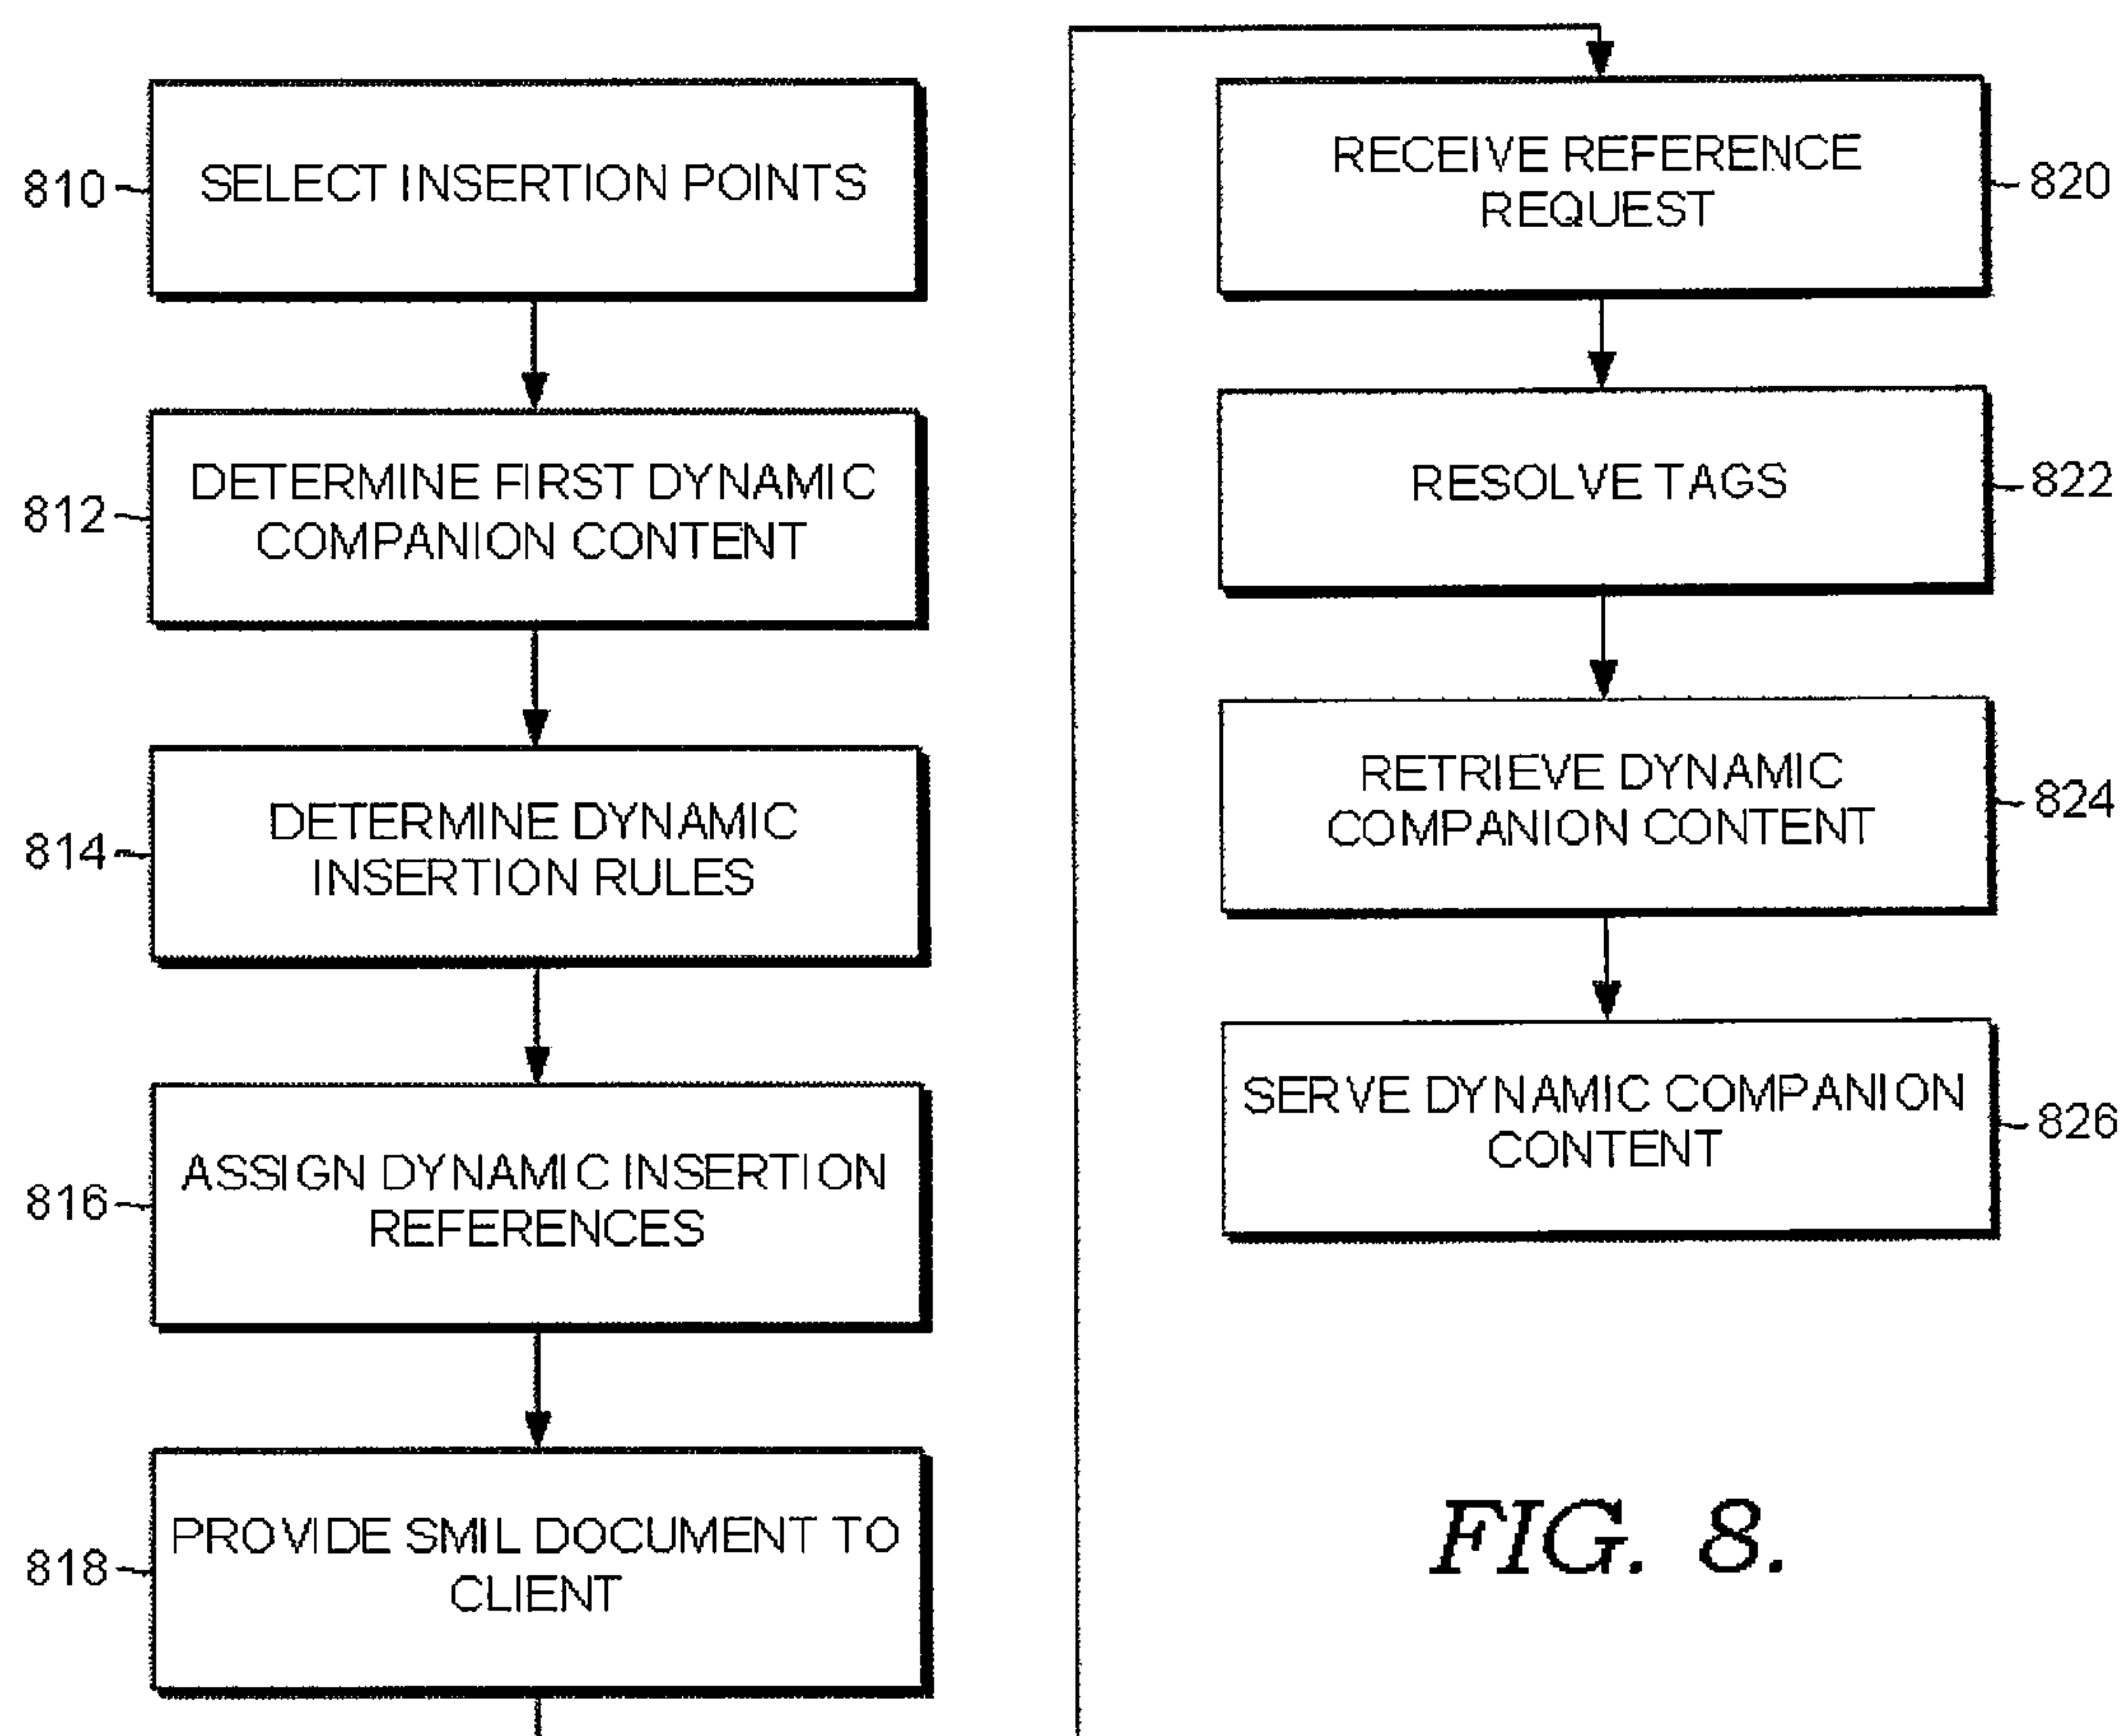 810
SELECT INSERTION POINTS
812
DETERMINE FIRST DYNAMIC
COMPANION CONTENT
814
DETERMINE DYNAMIC
INSERTION RULES
816
ASSIGN DYNAMIC INSERTION
REFERENCES
818
PROVIDE SMIL DOCUMENT TO
CLIENT
RECEIVE REFERENCE
REQUEST
820
RESOLVE TAGS
822
RETRIEVE DYNAMIC
COMPANION CONTENT
824
SERVE DYNAMIC COMPANION
CONTENT
826
FIG. 8.